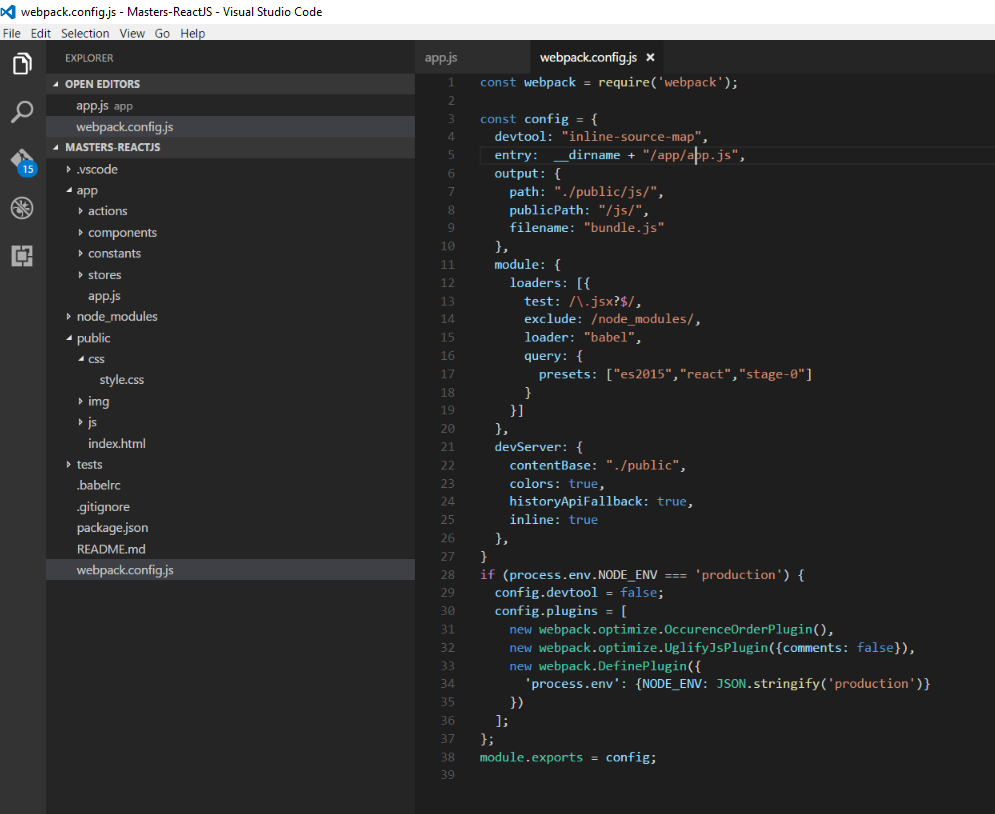 webpack.config.js - Masters-ReactJS - Visual Studio Code
File Edit Selection View Go Help
EXPLORER
OPEN EDITORS
app.js app
webpack.config.js
MASTERS-REACTJS
.vscode
app
actions
components
constants
stores
app.js
node_modules
public
css
style.css
img
js
index.html
tests
.babelrc
.gitignore
package.json
README.md
webpack.config.js
15
app.js webpack.config.js ×
1 const webpack = require('webpack');
2
3 const config = {
4 devtool: "inline-source-map",
5 entry:  __dirname + "/app/app.js",
6 output: {
7 path: "./public/js/",
8 publicPath: "/js/",
9 filename: "bundle.js"
10 },
11 module: {
12 loaders: [{
13 test: /\.jsx?$/,
14 exclude: /node_modules/,
15 loader: "babel",
16 query: {
17 presets: ["es2015","react","stage-0"]
18 }
19 }]
20 },
21 devServer: {
22 contentBase: "./public",
23 colors: true,
24 historyApiFallback: true,
25 inline: true
26 },
27 }
28 if (process.env.NODE_ENV === 'production') {
29 config.devtool = false;
30 config.plugins = [
31 new webpack.optimize.OccurenceOrderPlugin(),
32 new webpack.optimize.UglifyJsPlugin({comments: false}),
33 new webpack.DefinePlugin({
34 'process.env': {NODE_ENV: JSON.stringify('production')}
35 })
36 ];
37 };
38 module.exports = config;
39